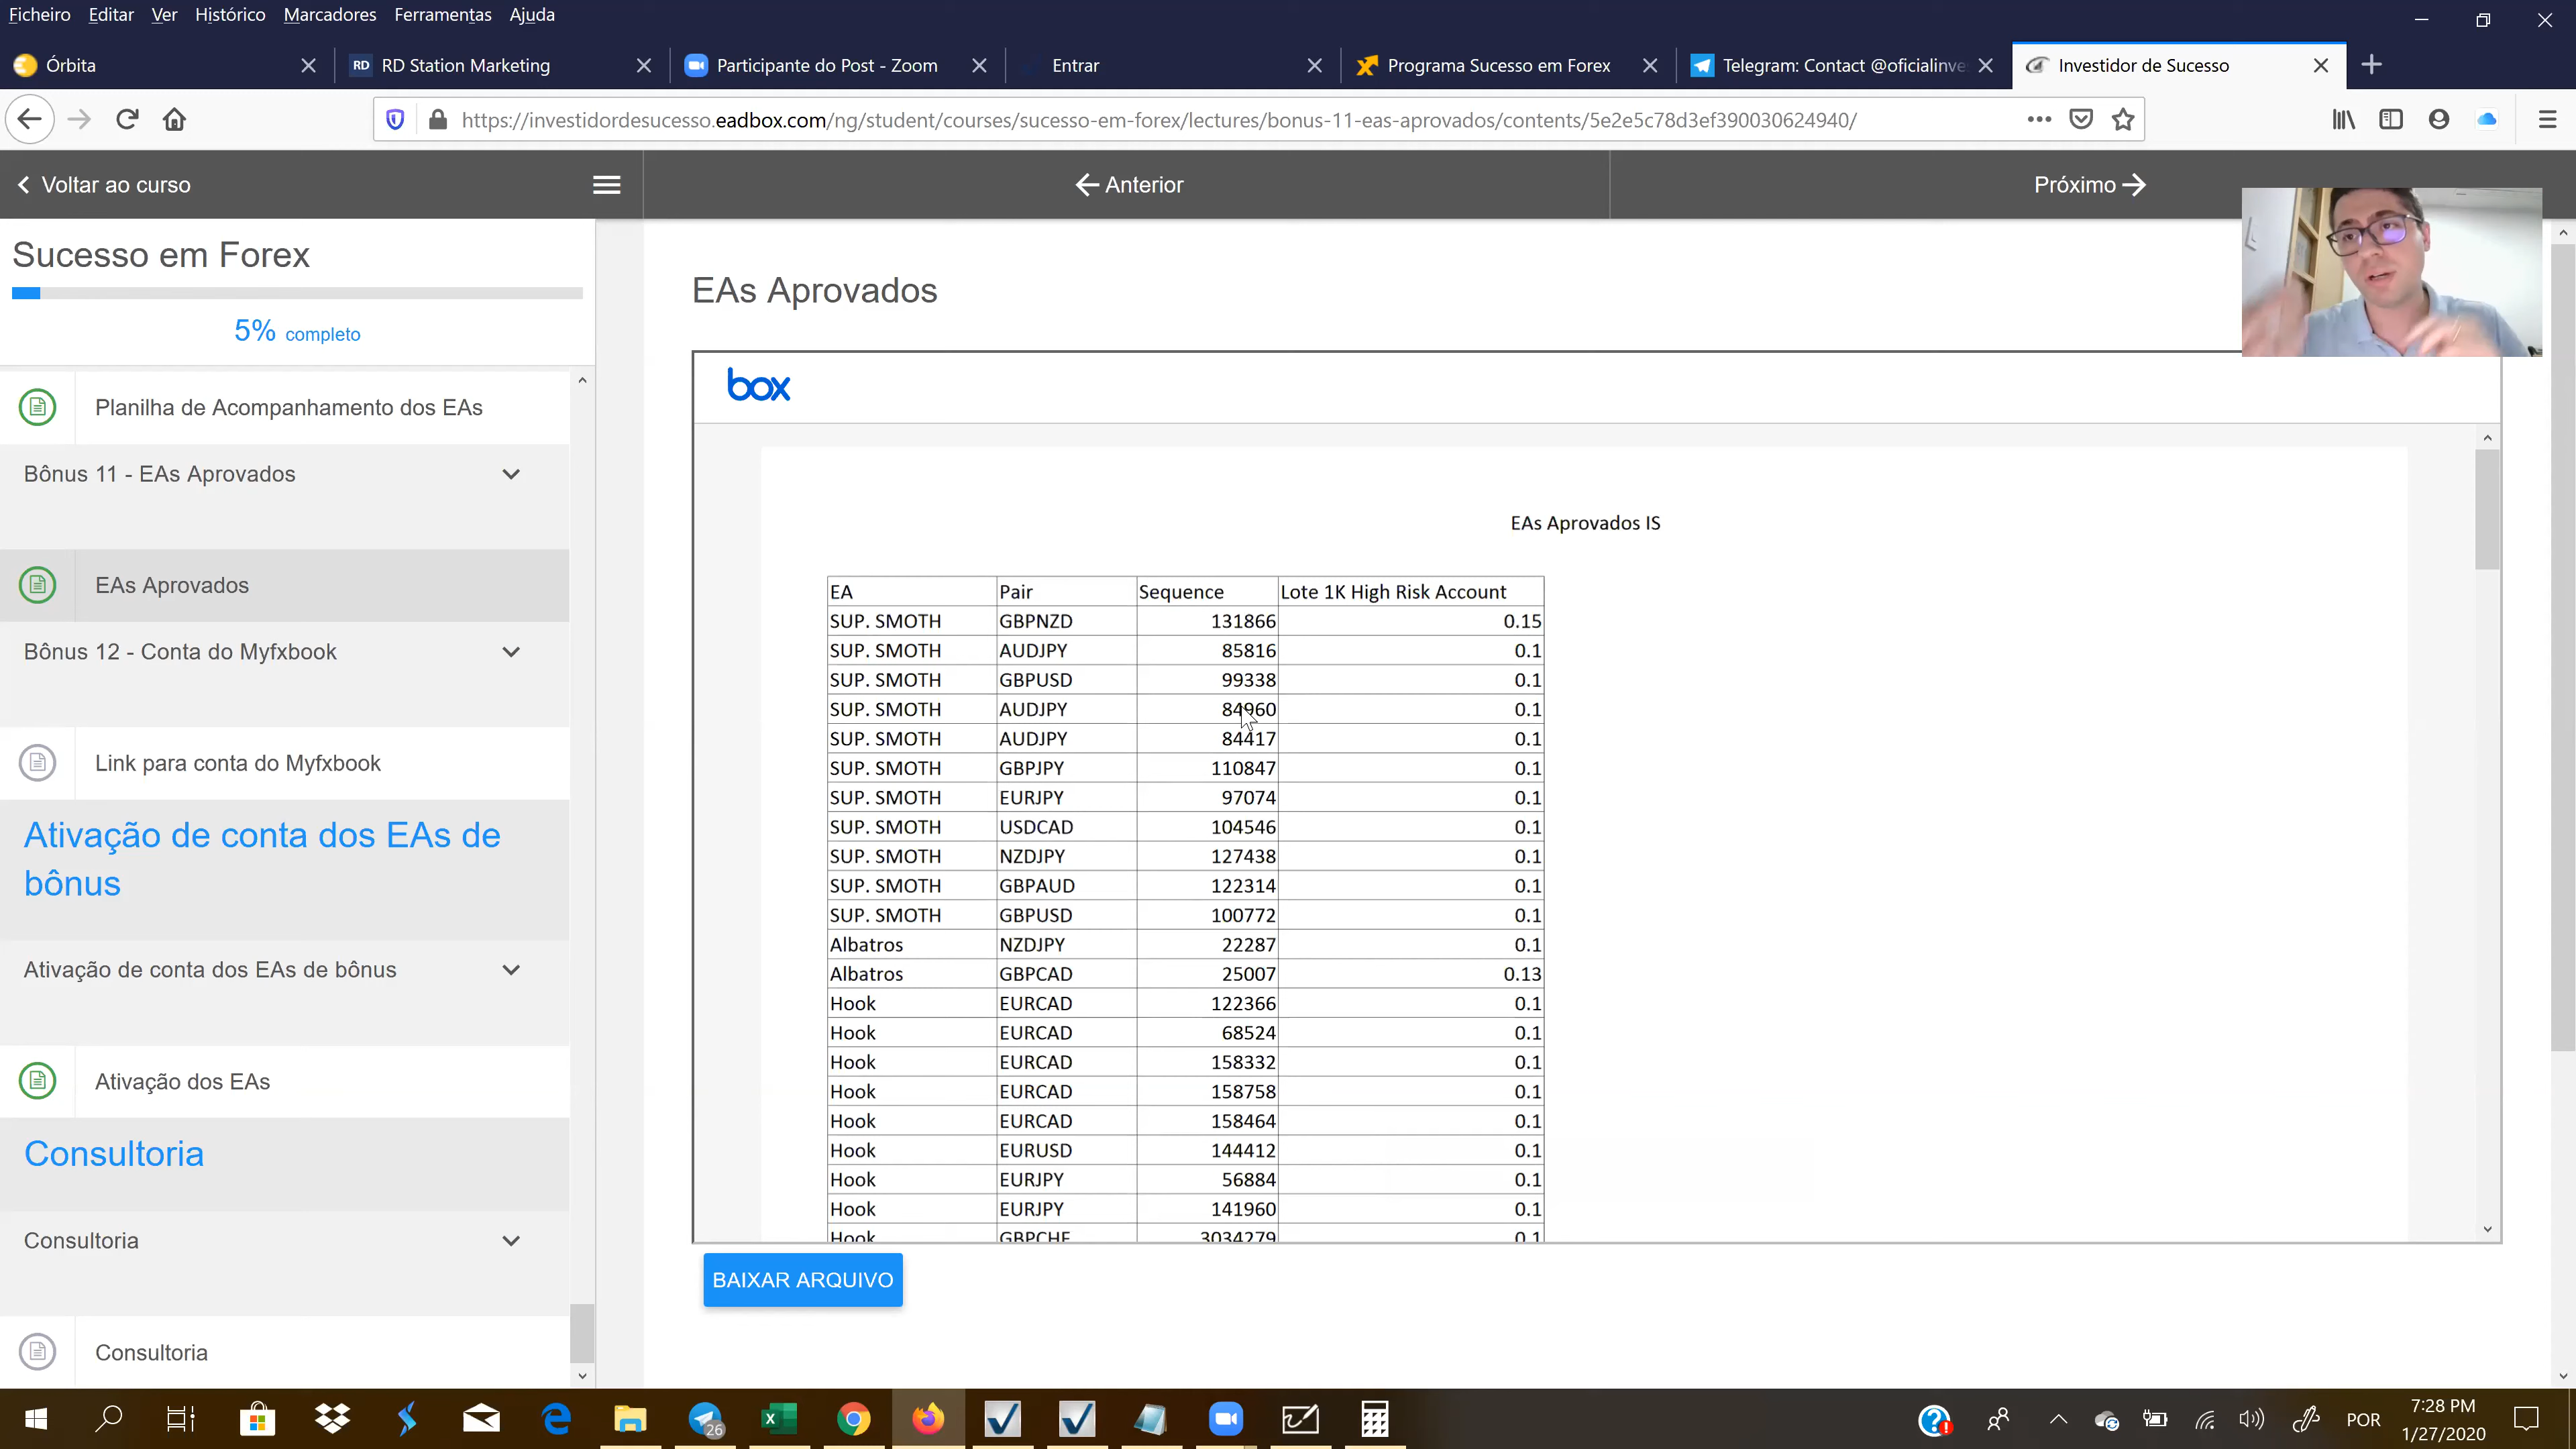 Ficheiro Editar Ver Histórico Marcadores Ferramentas Ajuda
Órbita
RD RD Station Marketing
Participante do Post - Zoom
Entrar
Programa Sucesso em Forex
Telegram: Contact @oficialinve
Investidor de Sucesso
https://investidordesucesso.eadbox.com/ng/student/courses/sucesso-em-forex/lectures/bonus-11-eas-aprovados/contents/5e2e5c78d3ef390030624940/
Voltar ao curso
Anterior
Próximo
Sucesso em Forex
5% completo
Planilha de Acompanhamento dos EAs
Bônus 11 - EAs Aprovados
EAs Aprovados
Bônus 12 - Conta do Myfxbook
Link para conta do Myfxbook
Ativação de conta dos EAs de
bônus
Ativação de conta dos EAs de bônus
Ativação dos EAs
Consultoria
Consultoria
Consultoria
EAs Aprovados
box
EAs Aprovados IS
EA Pair Sequence Lote 1K High Risk Account
SUP. SMOTH GBPNZD 131866 0.15
SUP. SMOTH AUDJPY 85816 0.1
SUP. SMOTH GBPUSD 99338 0.1
SUP. SMOTH AUDJPY 84960 0.1
SUP. SMOTH AUDJPY 84417 0.1
SUP. SMOTH GBPJPY 110847 0.1
SUP. SMOTH EURJPY 97074 0.1
SUP. SMOTH USDCAD 104546 0.1
SUP. SMOTH NZDJPY 127438 0.1
SUP. SMOTH GBPAUD 122314 0.1
SUP. SMOTH GBPUSD 100772 0.1
Albatros NZDJPY 22287 0.1
Albatros GBPCAD 25007 0.13
Hook EURCAD 122366 0.1
Hook EURCAD 68524 0.1
Hook EURCAD 158332 0.1
Hook EURCAD 158758 0.1
Hook EURCAD 158464 0.1
Hook EURUSD 144412 0.1
Hook EURJPY 56884 0.1
Hook EURJPY 141960 0.1
Hook GBPCHF 3034279 0.1
BAIXAR ARQUIVO
26
POR
7:28 PM
1/27/2020